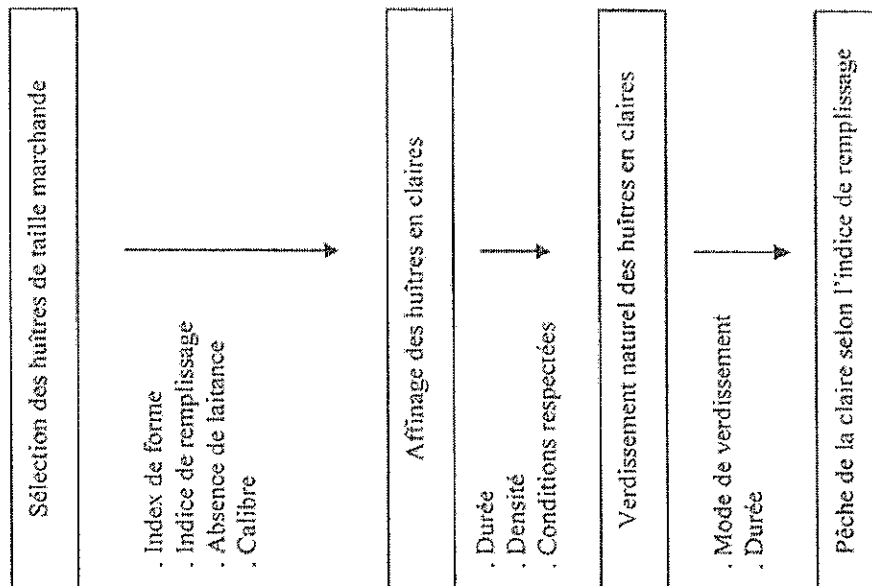 Sélection des huîtres de taille marchande
. Index de forme
. Indice de remplissage
. Absence de laitance
. Calibre
Affinage des huîtres en claires
. Durée
. Densité
. Conditions respectées
Verdissement naturel des huîtres en claires
. Mode de verdissement
. Durée
Pêche de la claire selon l'indice de remplissage